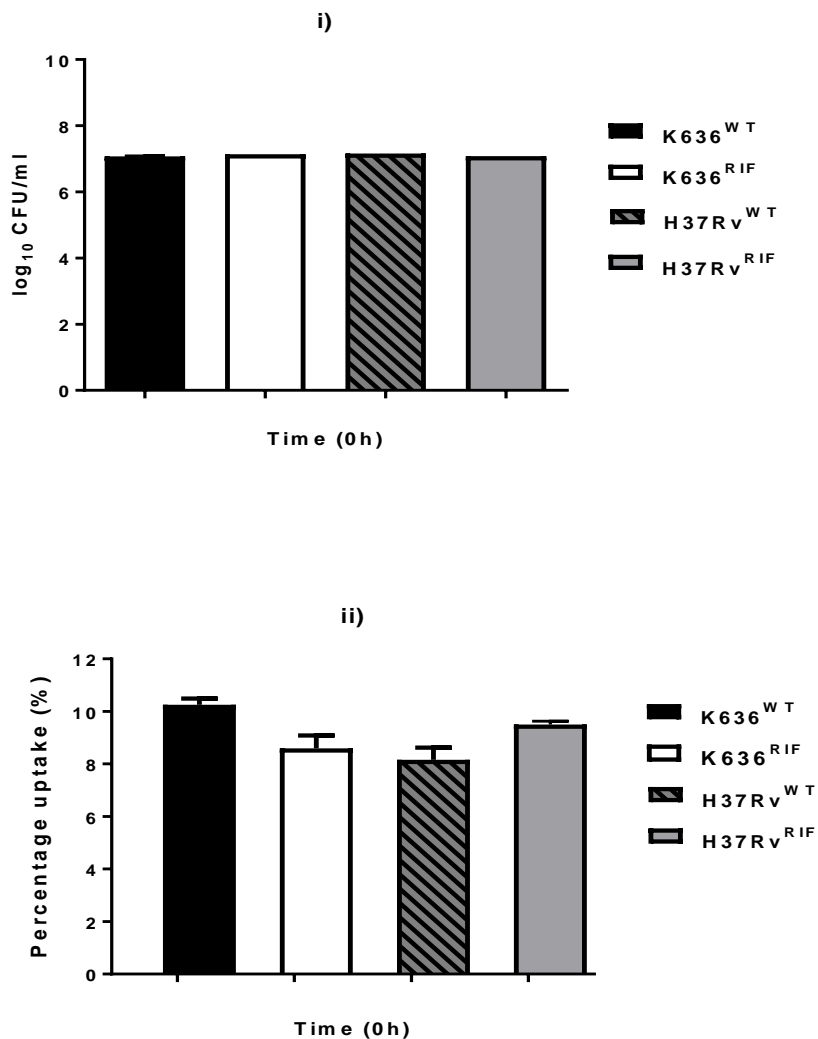 i)
log10 CFU/ml
10
8
6
4
2
0
Time (0h)
K636WT
K636RIF
H37RvWT
H37RvRIF
ii)
Percentage uptake (%)
12
10
8
6
4
2
0
Time (0h)
K636WT
K636RIF
H37RvWT
H37RvRIF